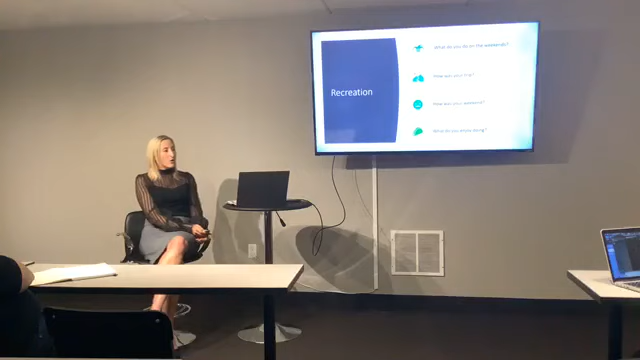 Recreation
What do you do on the weekends?
How was your trip?
How was your weekend?
What do you enjoy doing?